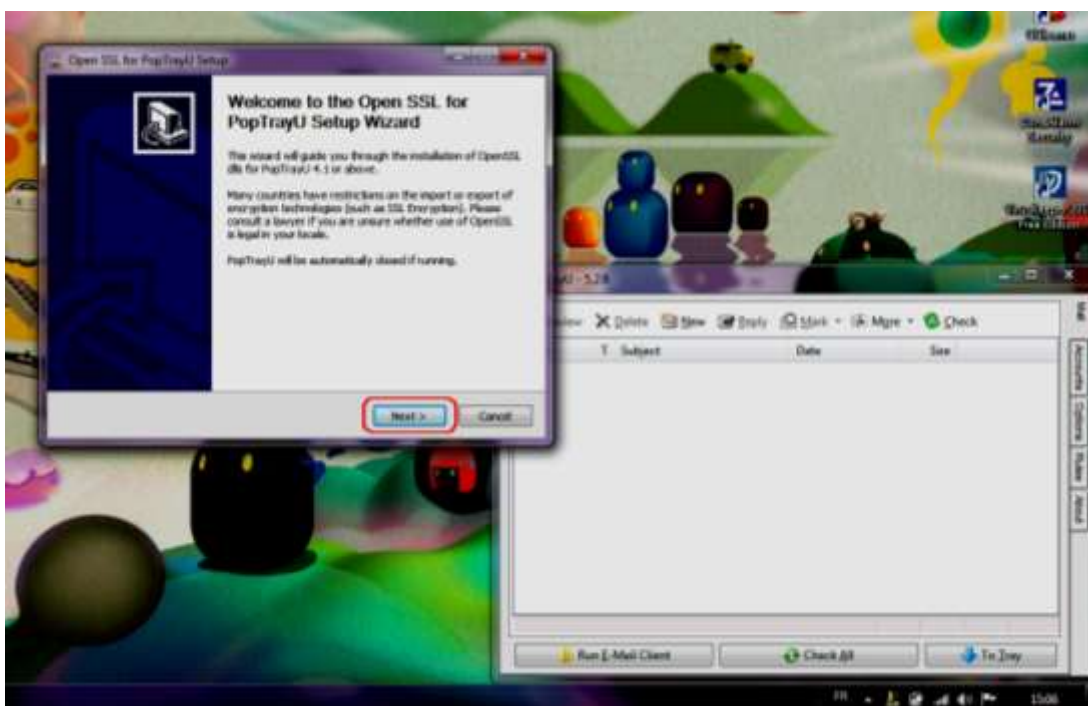 Open SSL for PopTrayU Setup
Welcome to the Open SSL for
PopTrayU Setup Wizard
This wizard will guide you through the installation of OpenSSL
dlls for PopTrayU 4.1 or above.
Many countries have restrictions on the import or export of
encryption technologies (such as SSL Encryption). Please
consult a lawyer if you are unsure whether use of OpenSSL
is legal in your locale.
PopTrayU will be automatically closed if running.
Next >
Cancel
Delete New Reply Mark More Check
T Subject Date Size
Mail
Accounts
Options
Rules
About
Run E-Mail Client
Check All
To Tray
FR
15:06